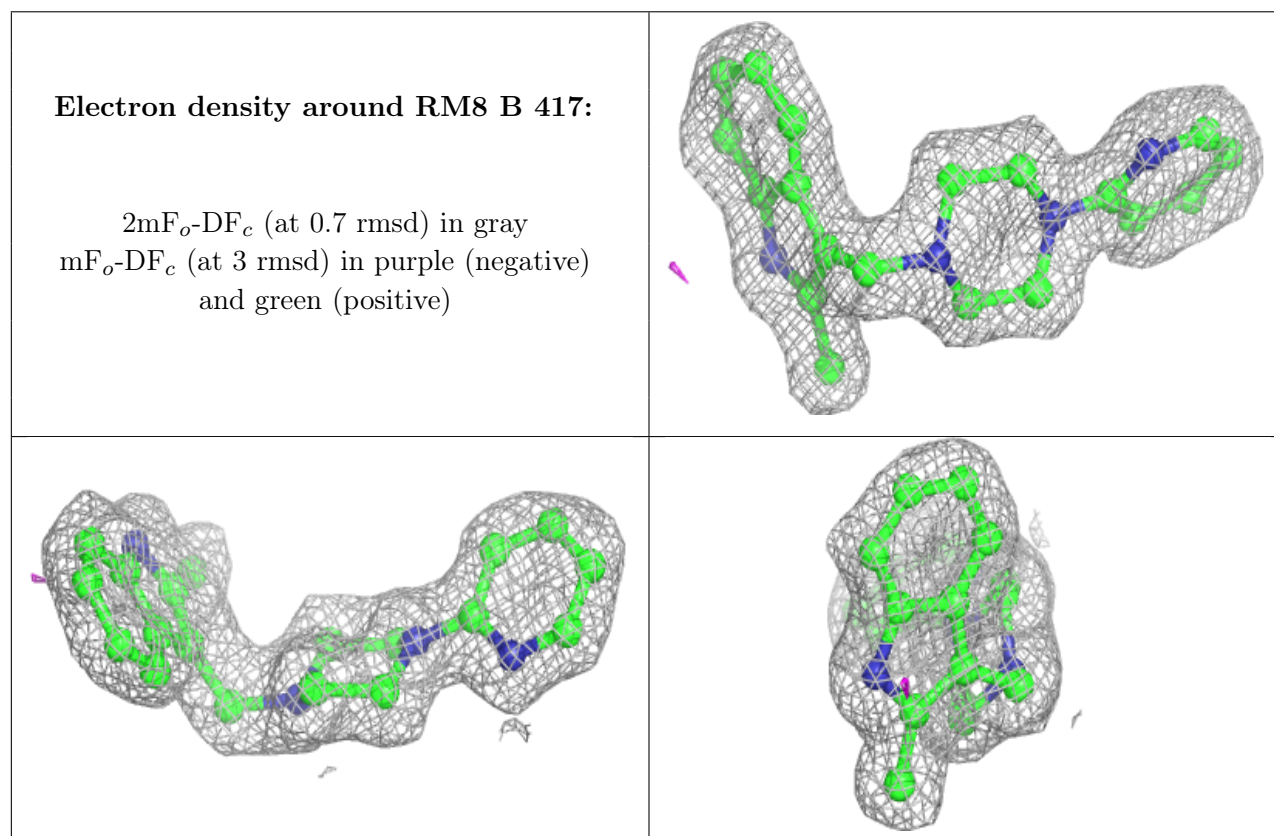 Electron density around RM8 B 417:
2mFo-DFc (at 0.7 rmsd) in gray
mFo-DFc (at 3 rmsd) in purple (negative)
and green (positive)